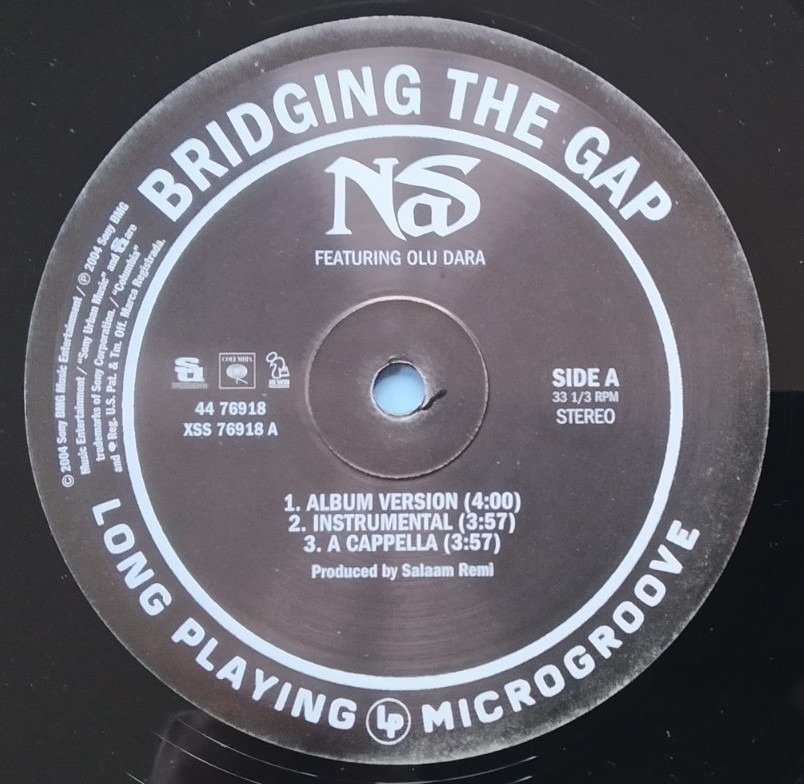 BRIDGING THE GAP
NaS
FEATURING OLU DARA
© 2004 Sony BMG Music Entertainment / ℗ 2004 Sony BMG
Music Entertainment / "Sony Urban Music" and sa are
trademarks of Sony Corporation. / "Columbia"
and Reg. U.S. Pat. & Tm. Off. Marca Registrada.
sa COLUMBIA
44 76918
XSS 76918 A
SIDE A
33 1/3 RPM
STEREO
1. ALBUM VERSION (4:00)
2. INSTRUMENTAL (3:57)
3. A CAPPELLA (3:57)
Produced by Salaam Remi
LONG PLAYING LP MICROGROOVE